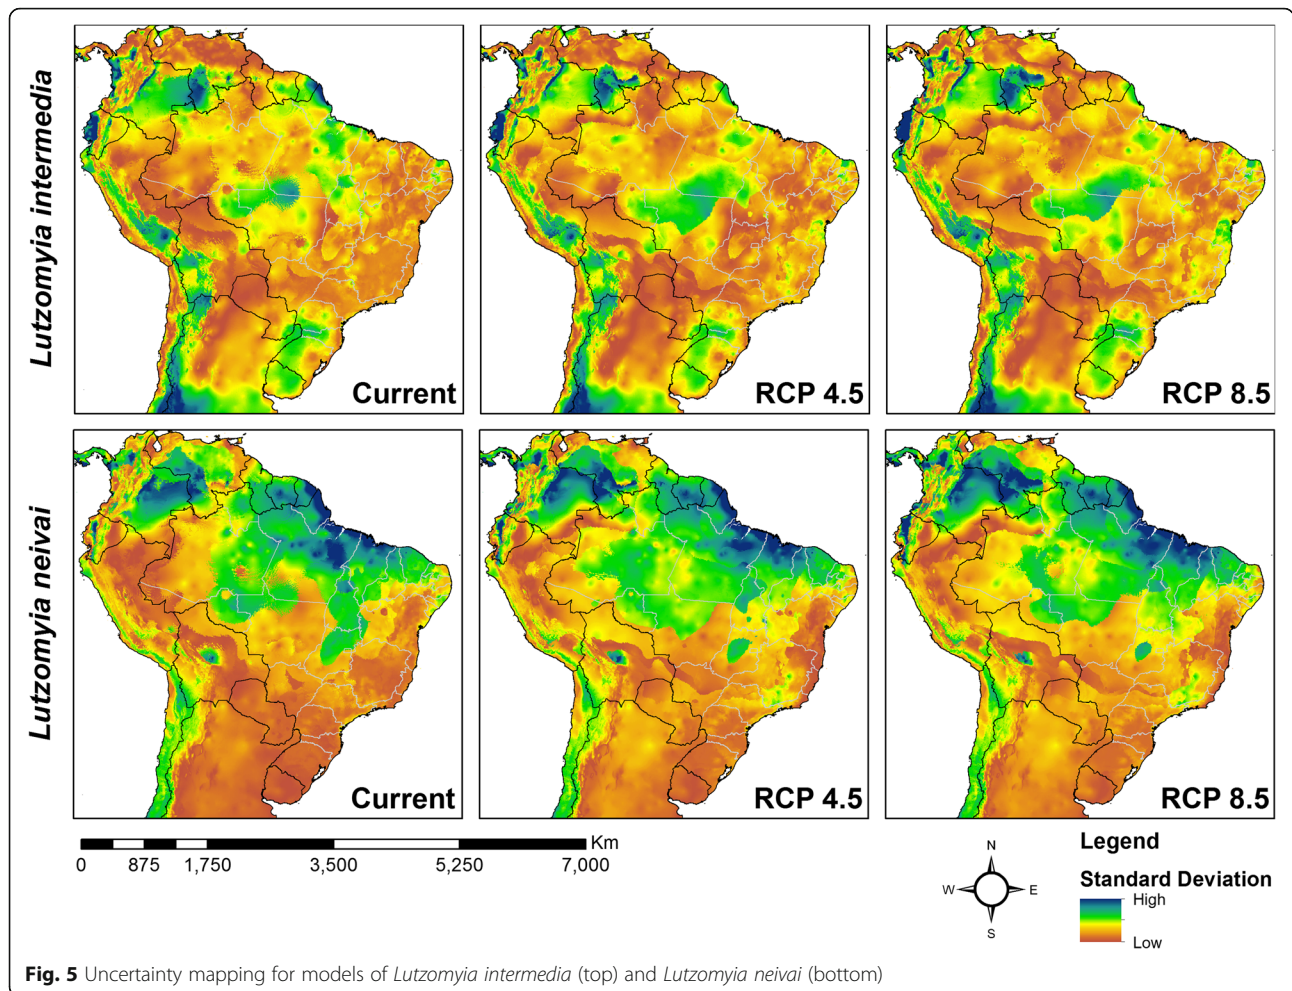 Lutzomyia intermedia
Current
RCP 4.5
RCP 8.5
Lutzomyia neivai
Current
RCP 4.5
RCP 8.5
Km
0 875 1,750 3,500 5,250 7,000
N
W E
S
Legend
Standard Deviation
High
Low
Fig. 5 Uncertainty mapping for models of Lutzomyia intermedia (top) and Lutzomyia neivai (bottom)